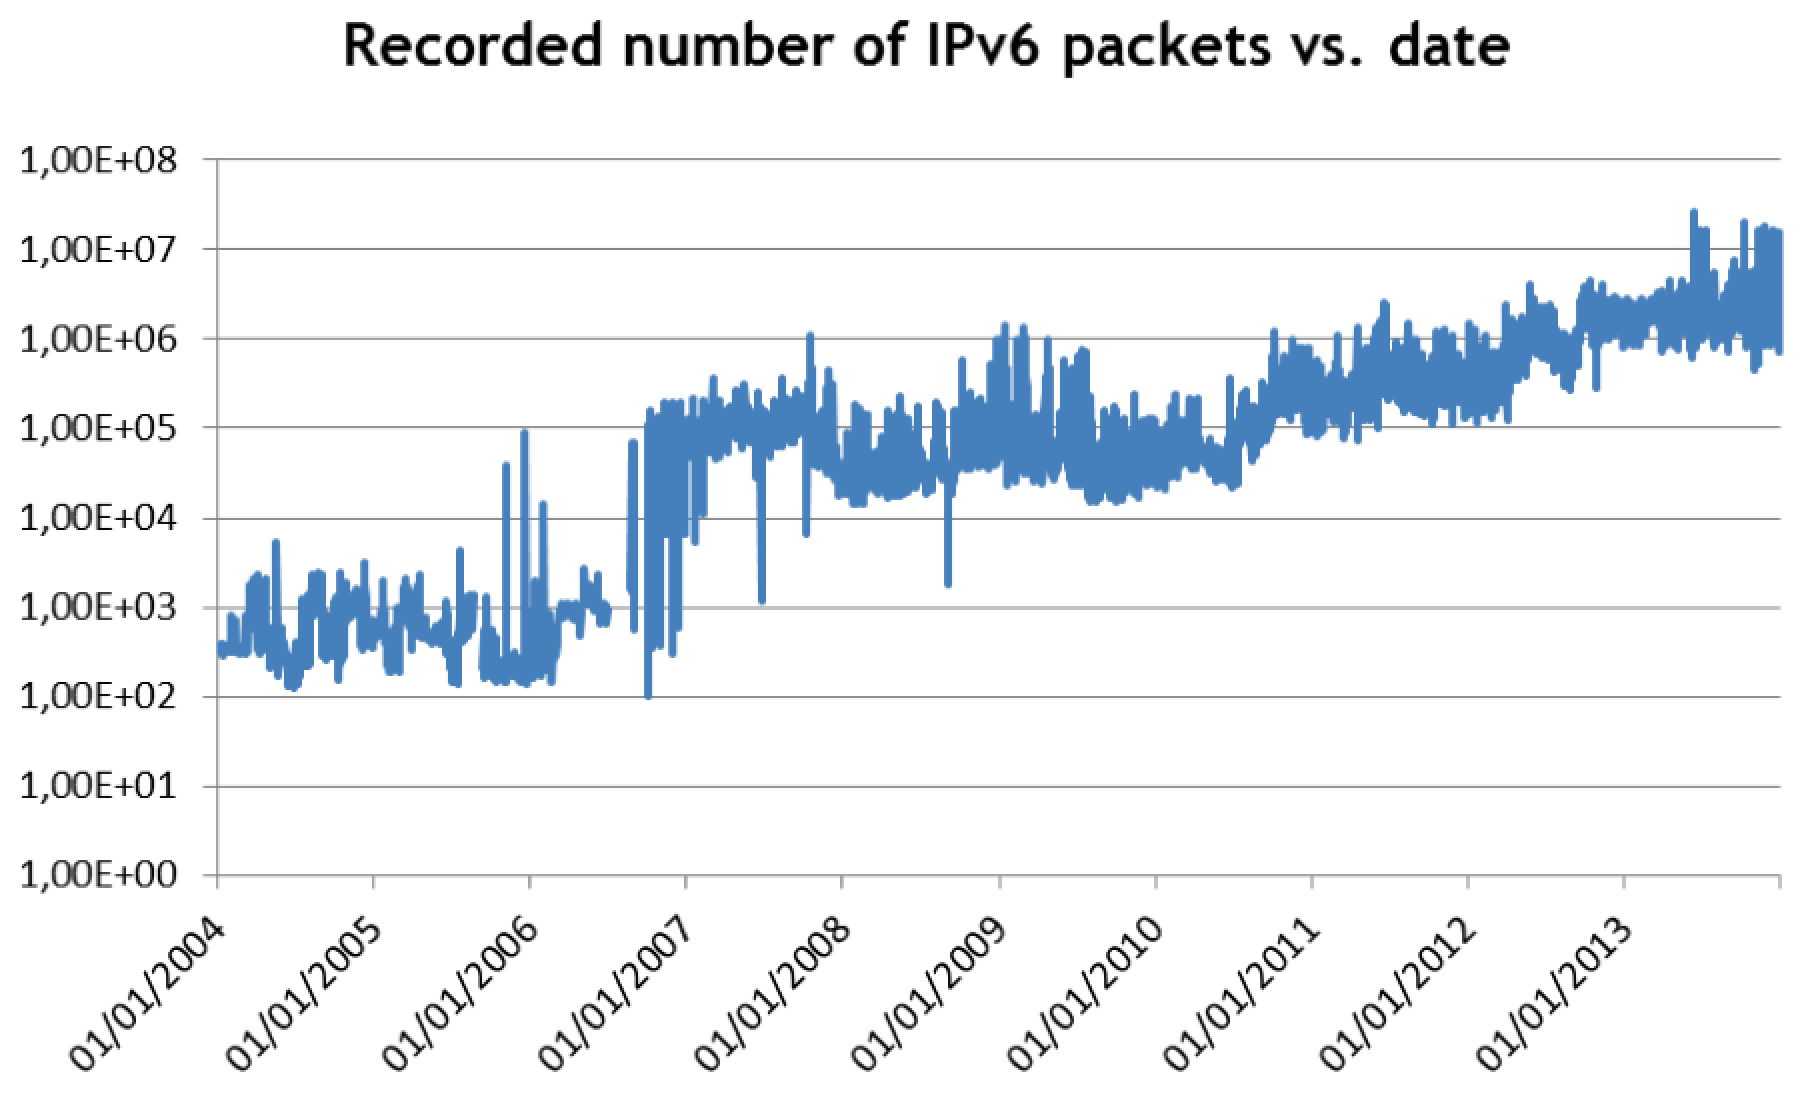 Recorded number of IPv6 packets vs. date
1,00E+08
1,00E+07
1,00E+06
1,00E+05
1,00E+04
1,00E+03
1,00E+02
1,00E+01
1,00E+00
01/01/2004
01/01/2005
01/01/2006
01/01/2007
01/01/2008
01/01/2009
01/01/2010
01/01/2011
01/01/2012
01/01/2013